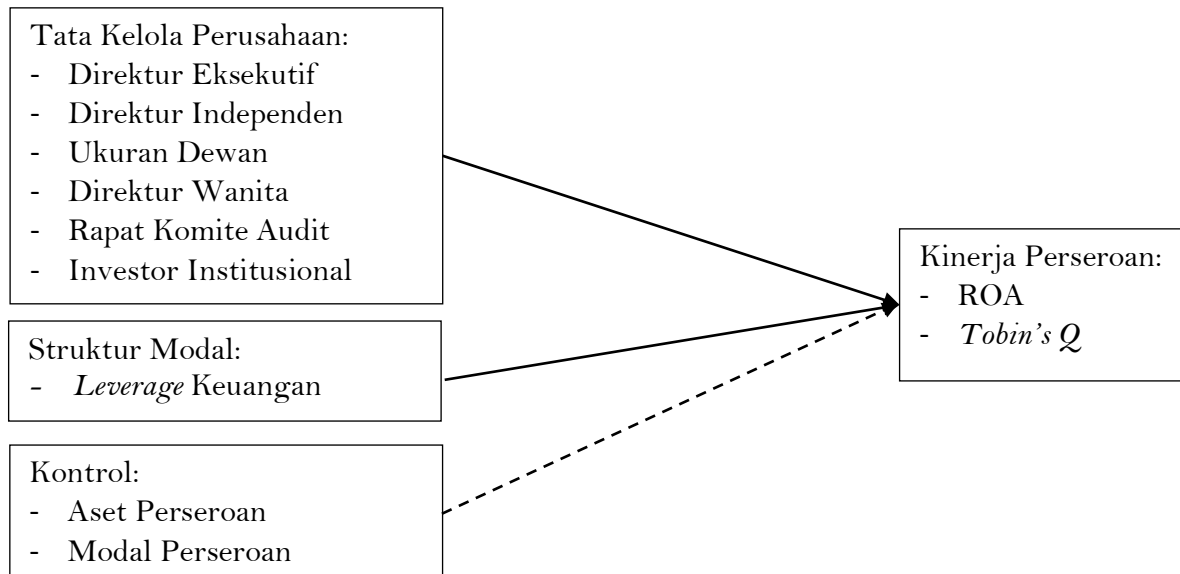 Tata Kelola Perusahaan:
- Direktur Eksekutif
- Direktur Independen
- Ukuran Dewan
- Direktur Wanita
- Rapat Komite Audit
- Investor Institusional
Struktur Modal:
- Leverage Keuangan
Kontrol:
- Aset Perseroan
- Modal Perseroan
Kinerja Perseroan:
- ROA
- Tobin's Q